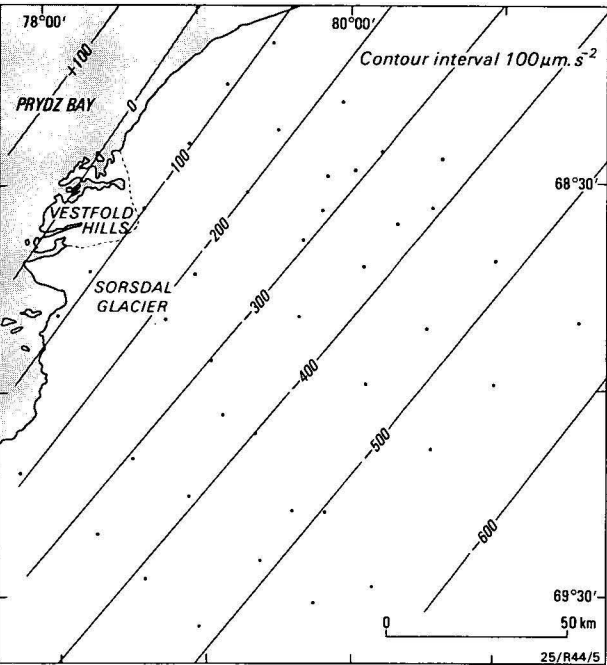 78°00'
80°00'
Contour interval 100μm.s⁻²
+100
PRYDZ BAY
0
-100
68°30'
VESTFOLD
HILLS
-200
SORSDAL
GLACIER
-300
-400
-500
-600
69°30'
0
50 km
25/R44/5